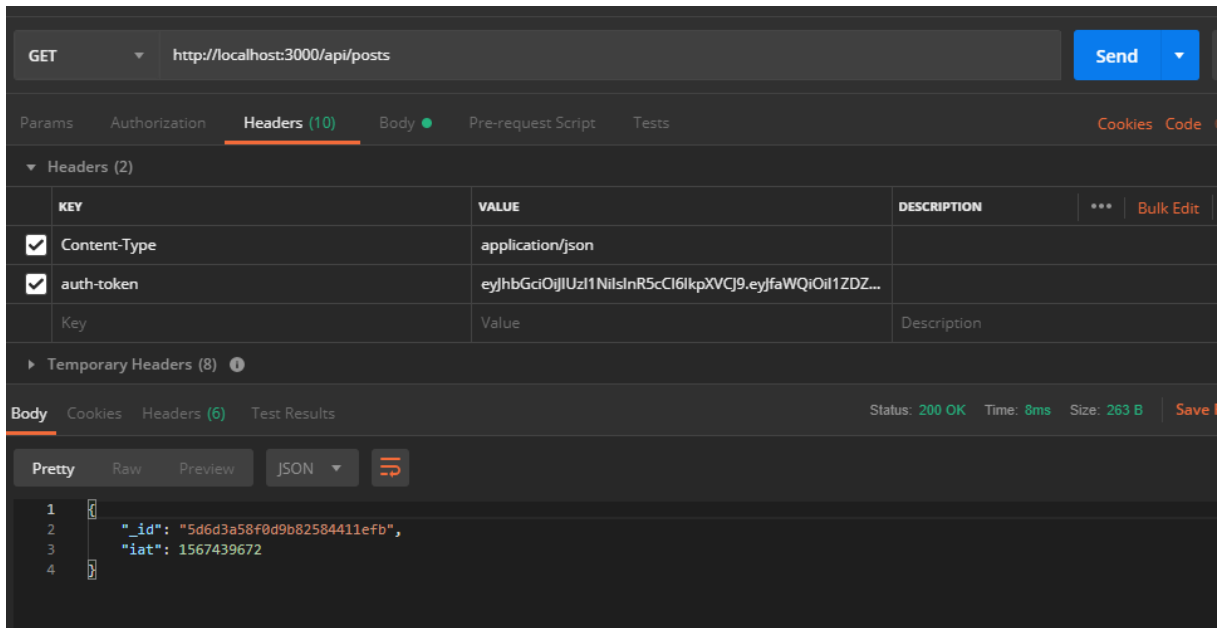 GET http://localhost:3000/api/posts Send
Params Authorization Headers (10) Body Pre-request Script Tests Cookies Code
Headers (2)
KEY VALUE DESCRIPTION ••• Bulk Edit
Content-Type application/json
auth-token eyJhbGciOiJIUzI1NiIsInR5cCI6IkpXVCJ9.eyJfaWQiOiI1ZDZ...
Key Value Description
Temporary Headers (8)
Body Cookies Headers (6) Test Results Status: 200 OK Time: 8ms Size: 263 B Save
Pretty Raw Preview JSON
1 {
2 "_id": "5d6d3a58f0d9b82584411efb",
3 "iat": 1567439672
4 }